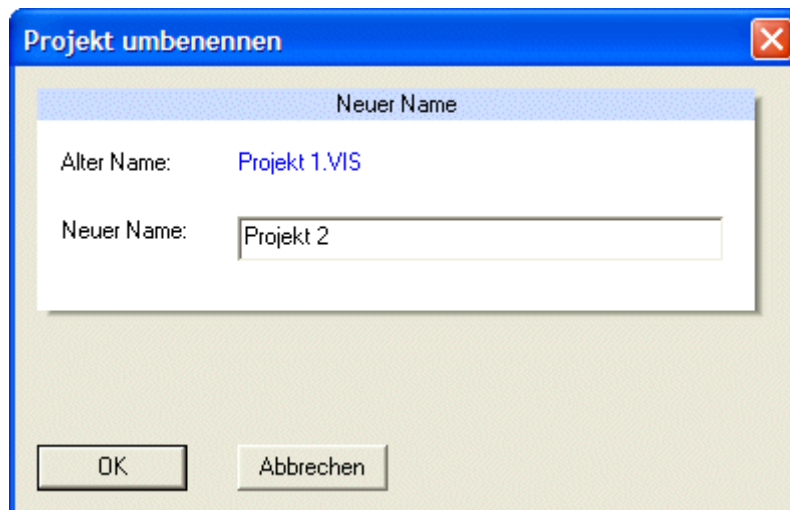 Projekt umbenennen
Neuer Name
Alter Name: Projekt 1.VIS
Neuer Name: Projekt 2
OK Abbrechen